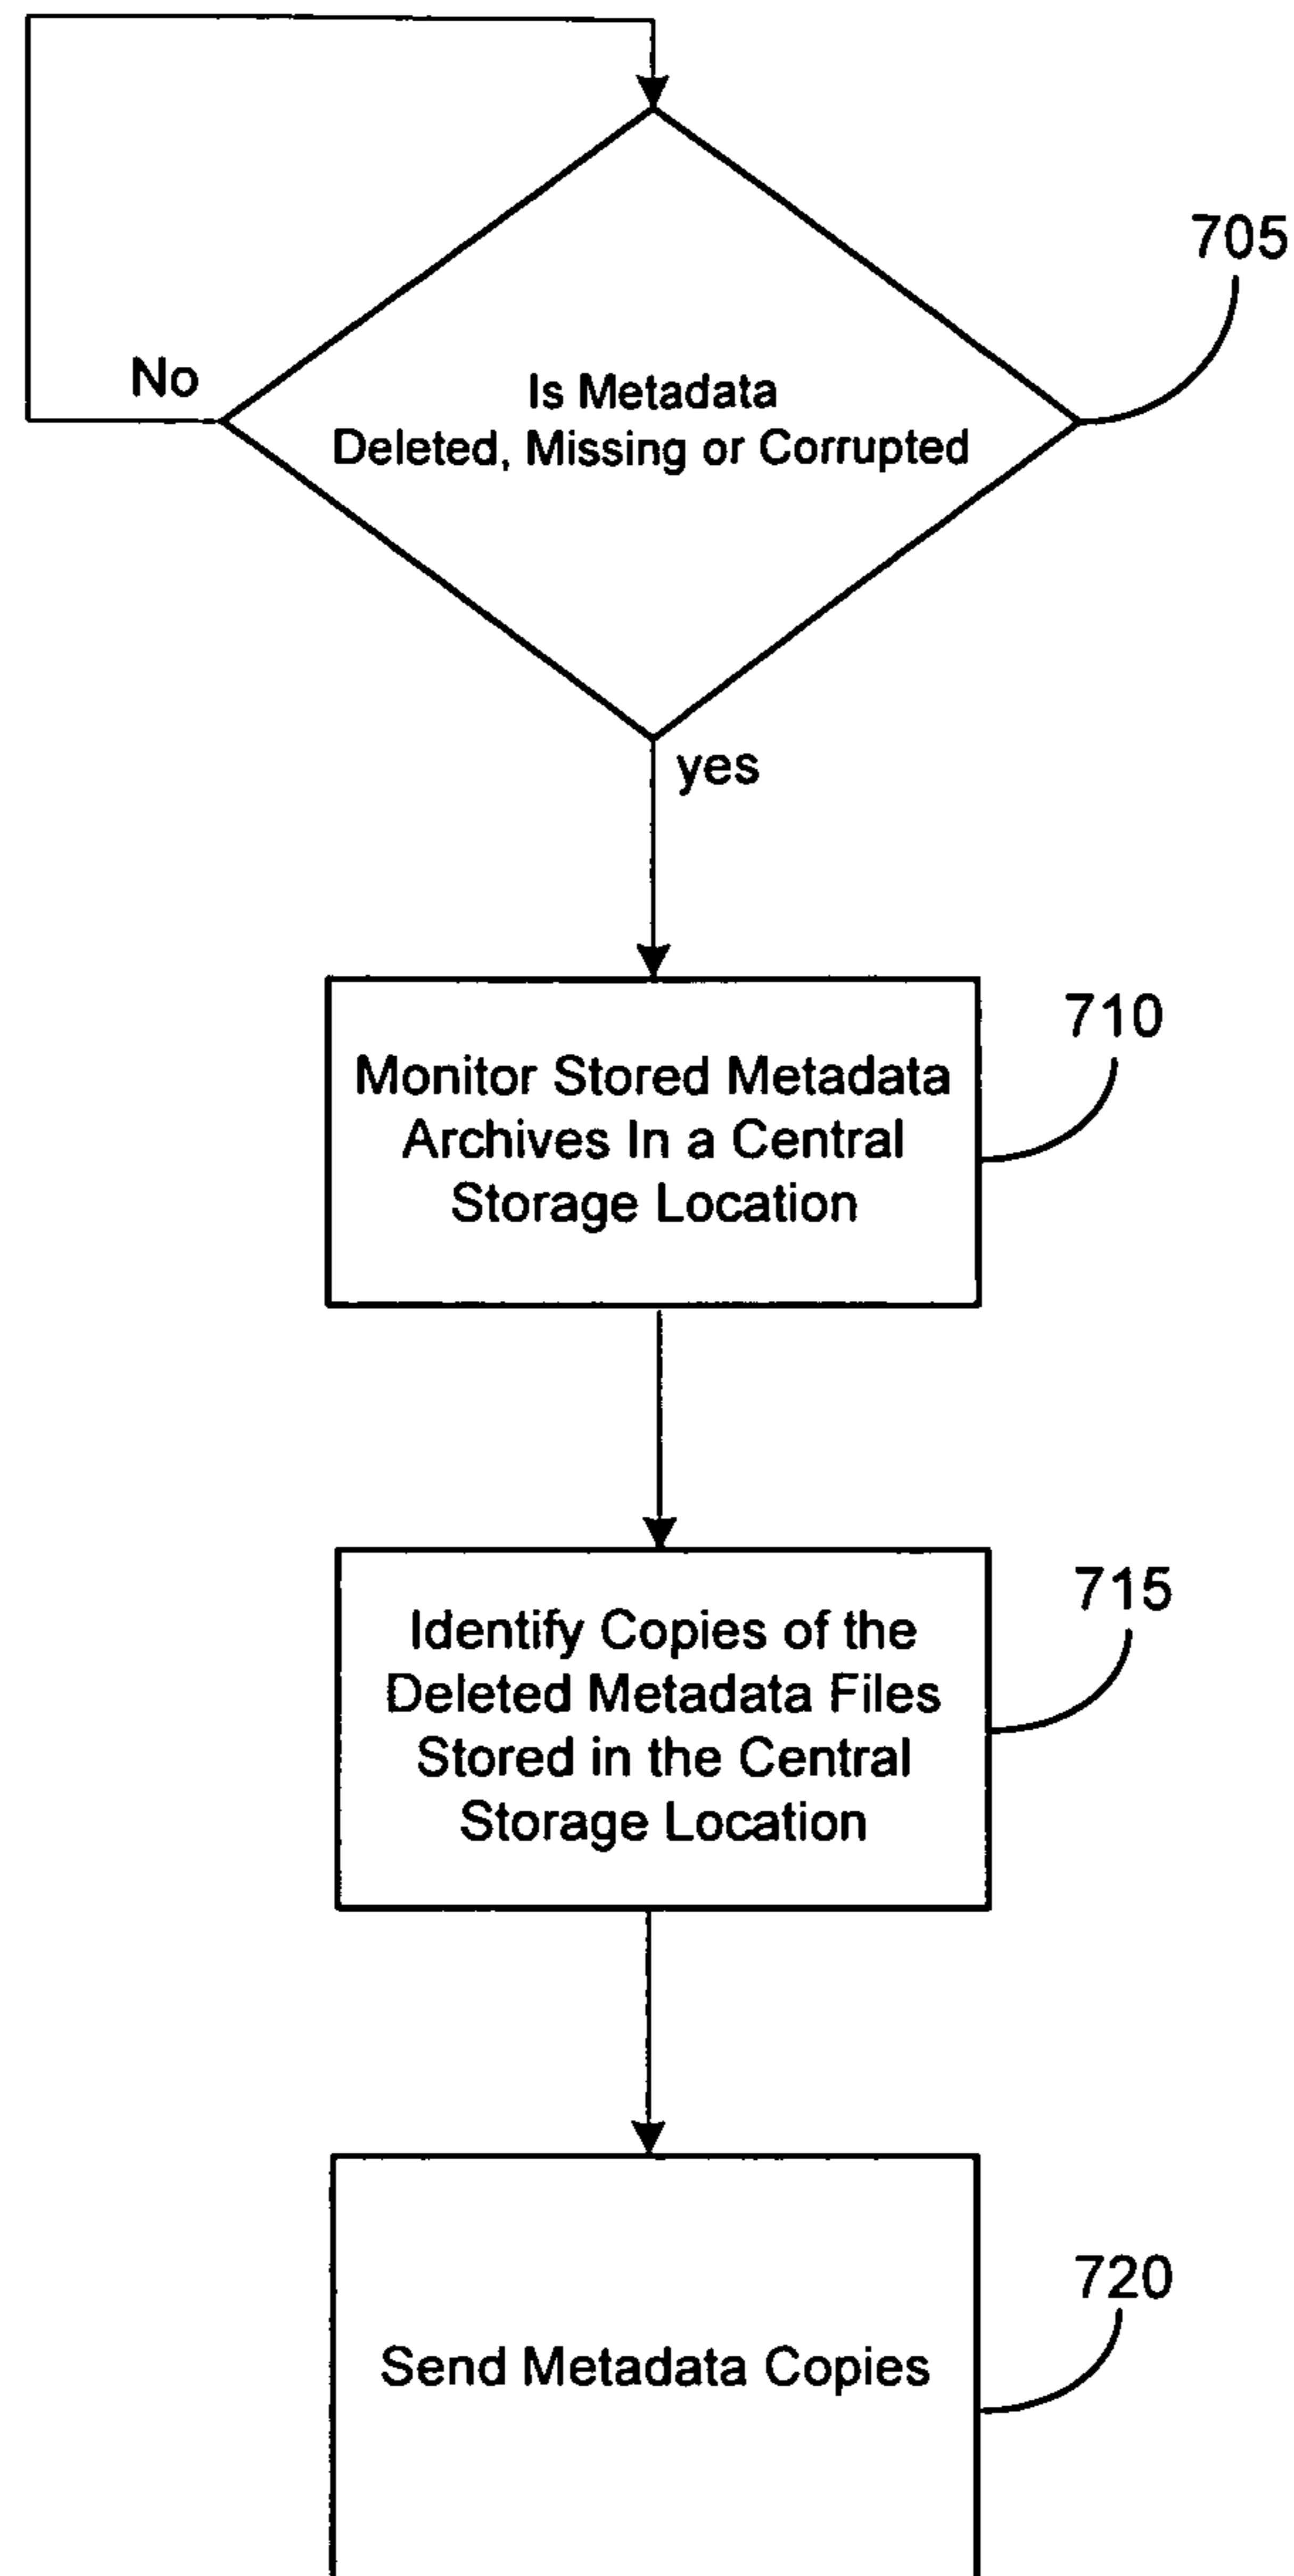 705
No
Is Metadata
Deleted, Missing or Corrupted
yes
710
Monitor Stored Metadata
Archives In a Central
Storage Location
715
Identify Copies of the
Deleted Metadata Files
Stored in the Central
Storage Location
720
Send Metadata Copies